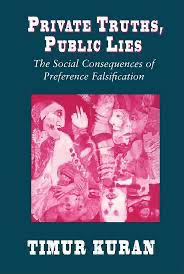 PRIVATE TRUTHS,
PUBLIC LIES
The Social Consequences of
Preference Falsification
TIMUR KURAN